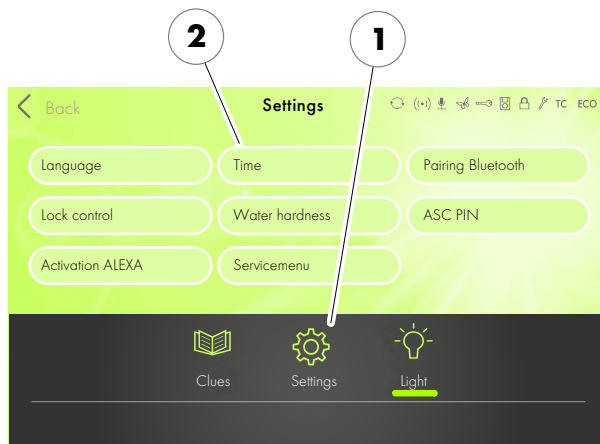 2 1
Back Settings TC ECO
Language Time Pairing Bluetooth
Lock control Water hardness ASC PIN
Activation ALEXA Servicemenu
Clues Settings Light